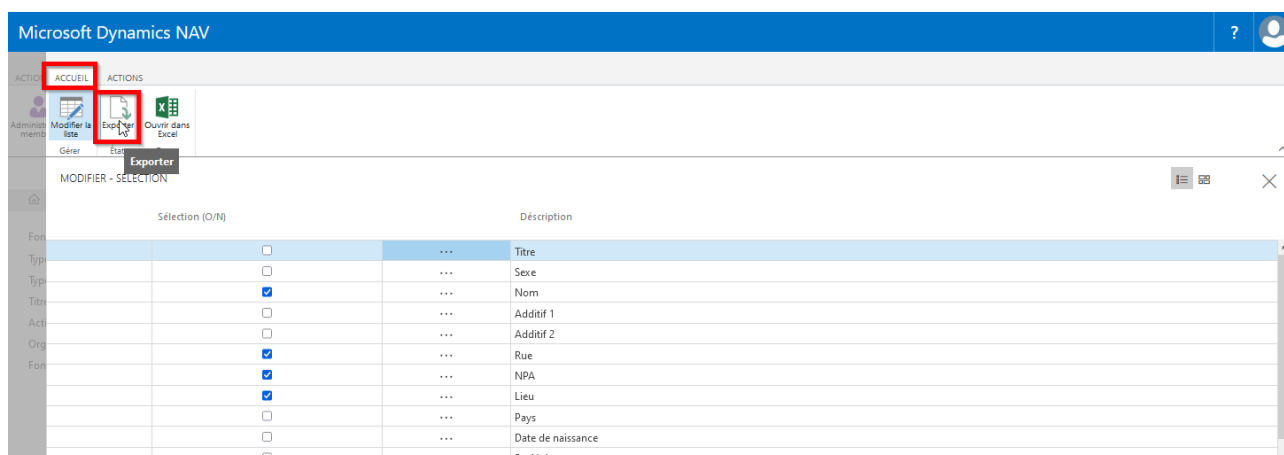 Microsoft Dynamics NAV
?
ACCUEIL ACTIONS
Modifier la liste
Exporter
Ouvrir dans Excel
Gérer
Exporter
MODIFIER - SÉLECTION
Sélection (O/N) Déscription
... Titre
... Sexe
... Nom
... Additif 1
... Additif 2
... Rue
... NPA
... Lieu
... Pays
... Date de naissance